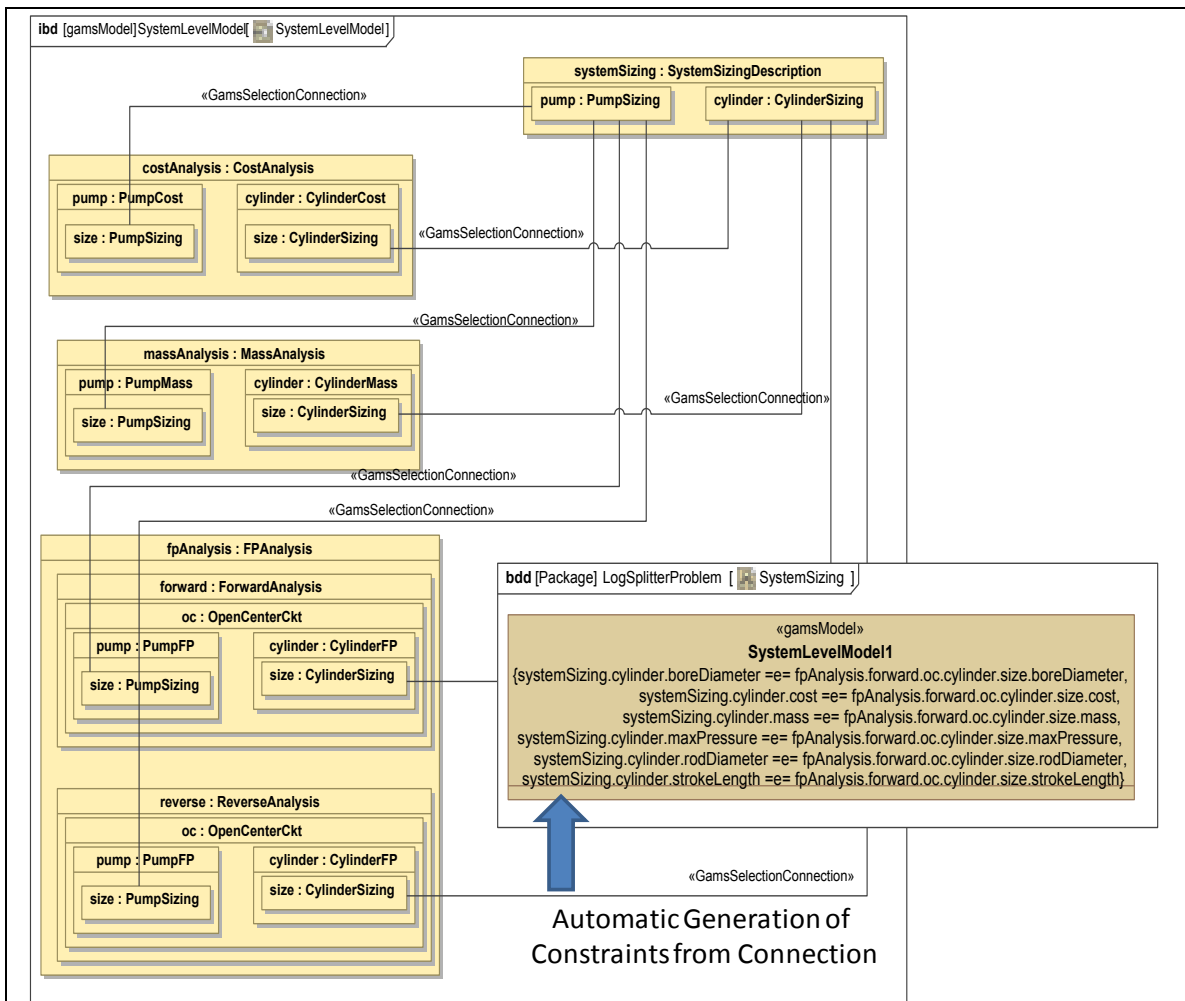 ibd [gamsModel]SystemLevelModel[ SystemLevelModel]
systemSizing : SystemSizingDescription
pump : PumpSizing
cylinder : CylinderSizing
«GamsSelectionConnection»
costAnalysis : CostAnalysis
pump : PumpCost
cylinder : CylinderCost
size : PumpSizing
size : CylinderSizing
«GamsSelectionConnection»
«GamsSelectionConnection»
massAnalysis : MassAnalysis
pump : PumpMass
cylinder : CylinderMass
size : PumpSizing
size : CylinderSizing
«GamsSelectionConnection»
«GamsSelectionConnection»
«GamsSelectionConnection»
fpAnalysis : FPAnalysis
forward : ForwardAnalysis
oc : OpenCenterCkt
pump : PumpFP
cylinder : CylinderFP
size : PumpSizing
size : CylinderSizing
bdd [Package] LogSplitterProblem [ SystemSizing ]
«gamsModel»
SystemLevelModel1
{systemSizing.cylinder.boreDiameter =e= fpAnalysis.forward.oc.cylinder.size.boreDiameter,
systemSizing.cylinder.cost =e= fpAnalysis.forward.oc.cylinder.size.cost,
systemSizing.cylinder.mass =e= fpAnalysis.forward.oc.cylinder.size.mass,
systemSizing.cylinder.maxPressure =e= fpAnalysis.forward.oc.cylinder.size.maxPressure,
systemSizing.cylinder.rodDiameter =e= fpAnalysis.forward.oc.cylinder.size.rodDiameter,
systemSizing.cylinder.strokeLength =e= fpAnalysis.forward.oc.cylinder.size.strokeLength}
reverse : ReverseAnalysis
oc : OpenCenterCkt
pump : PumpFP
cylinder : CylinderFP
size : PumpSizing
size : CylinderSizing
«GamsSelectionConnection»
Automatic Generation of
Constraints from Connection